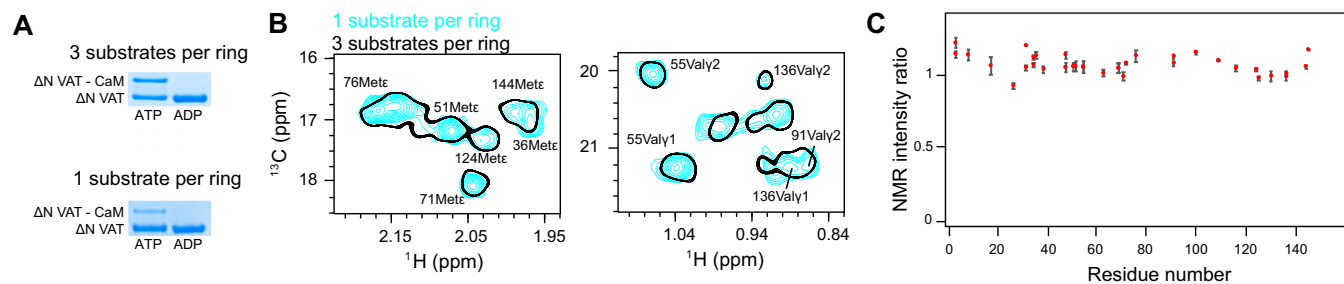 A
3 substrates per ring
ΔN VAT - CaM
ΔN VAT
ATP ADP
1 substrate per ring
ΔN VAT - CaM
ΔN VAT
ATP ADP
B
1 substrate per ring
3 substrates per ring
16
17
18
¹³C (ppm)
76Metε
51Metε
144Metε
124Metε
36Metε
71Metε
2.15 2.05 1.95
¹H (ppm)
20
21
55Valγ2
136Valγ2
55Valγ1
91Valγ2
136Valγ1
1.04 0.94 0.84
¹H (ppm)
C
NMR intensity ratio
1
0.5
0
0 20 40 60 80 100 120 140
Residue number